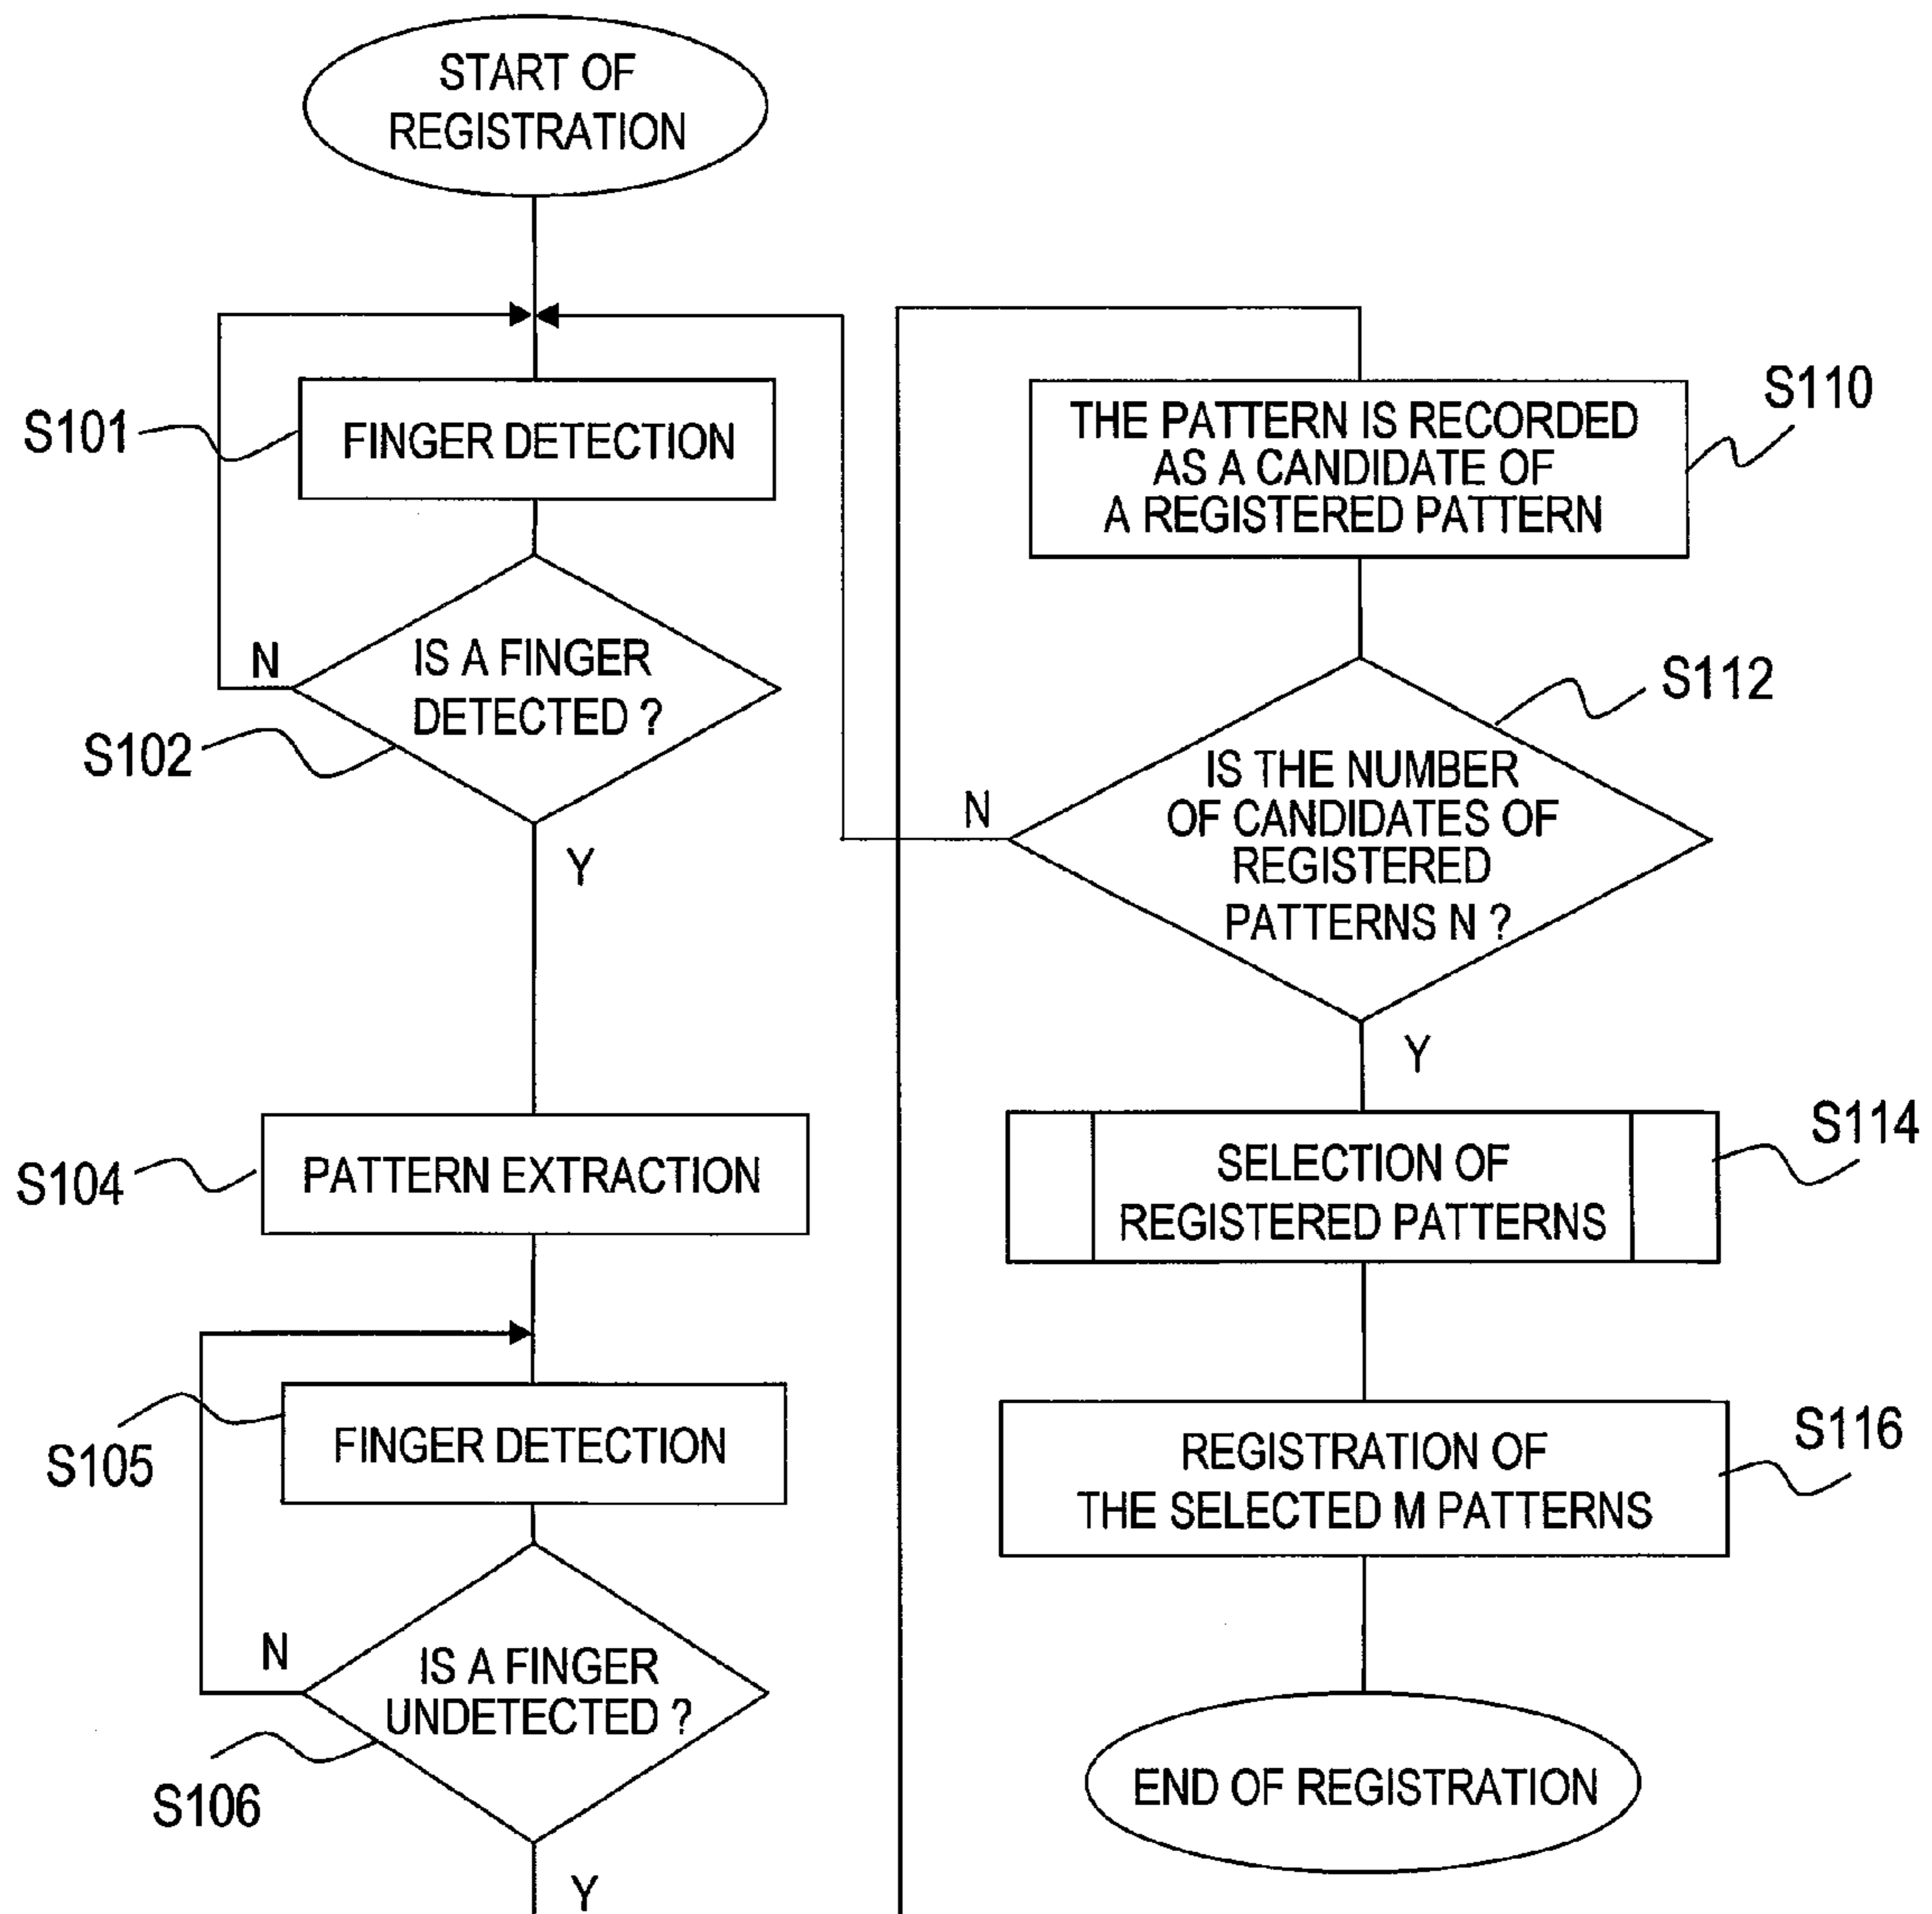 START OF
REGISTRATION
S101
FINGER DETECTION
N
IS A FINGER
DETECTED ?
S102
Y
S104
PATTERN EXTRACTION
S105
FINGER DETECTION
N
IS A FINGER
UNDETECTED ?
S106
Y
S110
THE PATTERN IS RECORDED
AS A CANDIDATE OF
A REGISTERED PATTERN
S112
N
IS THE NUMBER
OF CANDIDATES OF
REGISTERED
PATTERNS N ?
Y
S114
SELECTION OF
REGISTERED PATTERNS
S116
REGISTRATION OF
THE SELECTED M PATTERNS
END OF REGISTRATION